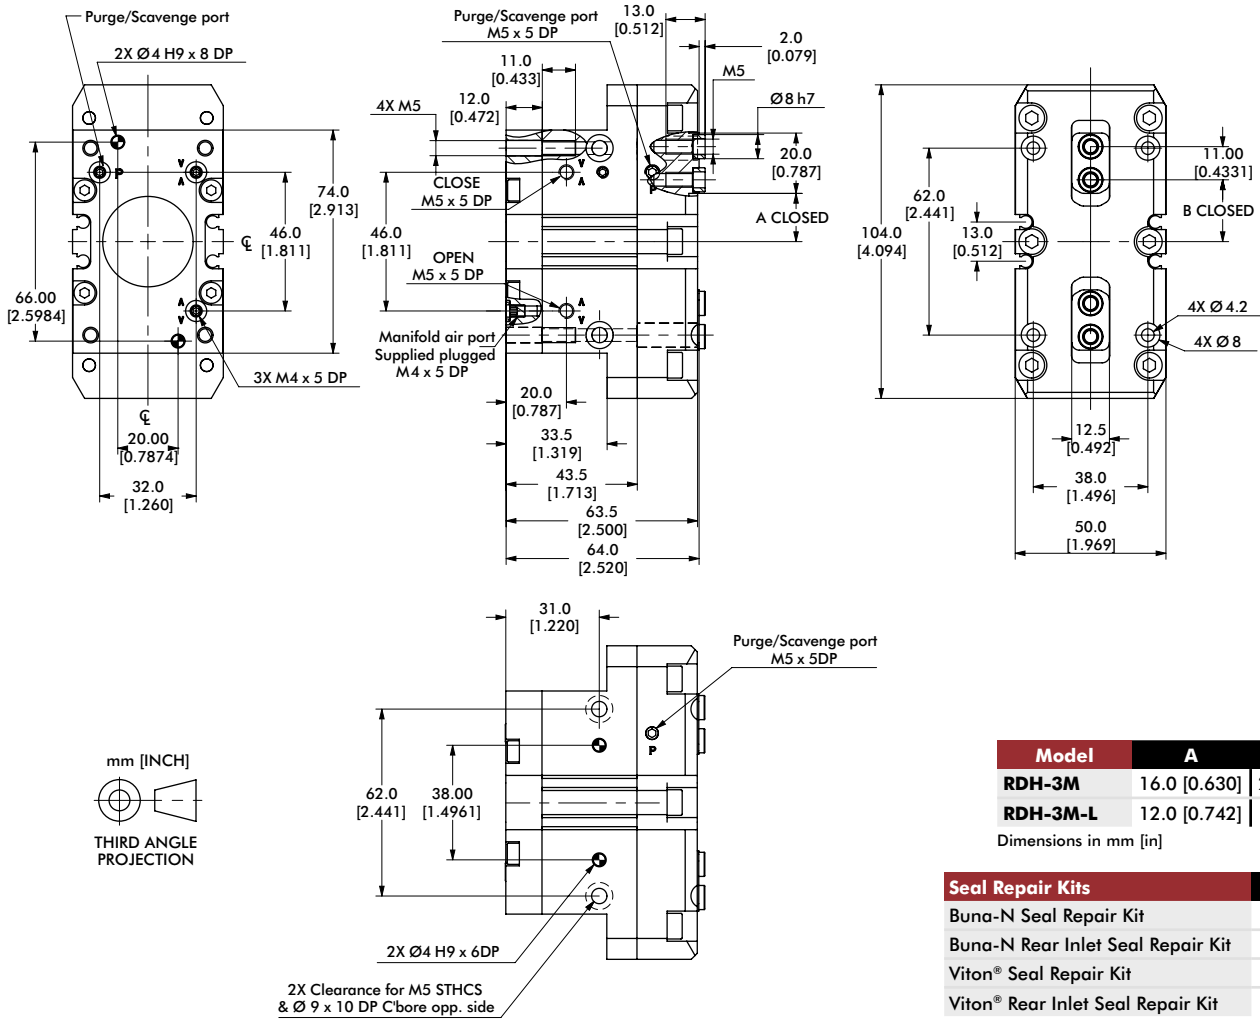 Purge/Scavenge port
2X Ø4 H9 x 8 DP
P
V
A
A
V
74.0
[2.913]
46.0
[1.811]
66.00
[2.5984]
3X M4 x 5 DP
℄
℄
20.00
[0.7874]
32.0
[1.260]
Purge/Scavenge port
M5 x 5 DP
13.0
[0.512]
2.0
[0.079]
11.0
[0.433]
M5
12.0
[0.472]
4X M5
Ø8 h7
V
A
P
20.0
[0.787]
CLOSE
M5 x 5 DP
A CLOSED
46.0
[1.811]
OPEN
M5 x 5 DP
A
V
Manifold air port
Supplied plugged
M4 x 5 DP
20.0
[0.787]
33.5
[1.319]
43.5
[1.713]
63.5
[2.500]
64.0
[2.520]
11.00
[0.4331]
62.0
[2.441]
B CLOSED
104.0
[4.094]
13.0
[0.512]
4X Ø4.2
4X Ø8
12.5
[0.492]
38.0
[1.496]
50.0
[1.969]
31.0
[1.220]
Purge/Scavenge port
M5 x 5DP
P
62.0
[2.441]
38.00
[1.4961]
2X Ø4 H9 x 6DP
2X Clearance for M5 STHCS
& Ø 9 x 10 DP C'bore opp. side
mm [INCH]
THIRD ANGLE
PROJECTION
Model A
RDH-3M 16.0 [0.630]
RDH-3M-L 12.0 [0.742]
Dimensions in mm [in]
Seal Repair Kits
Buna-N Seal Repair Kit
Buna-N Rear Inlet Seal Repair Kit
Viton® Seal Repair Kit
Viton® Rear Inlet Seal Repair Kit